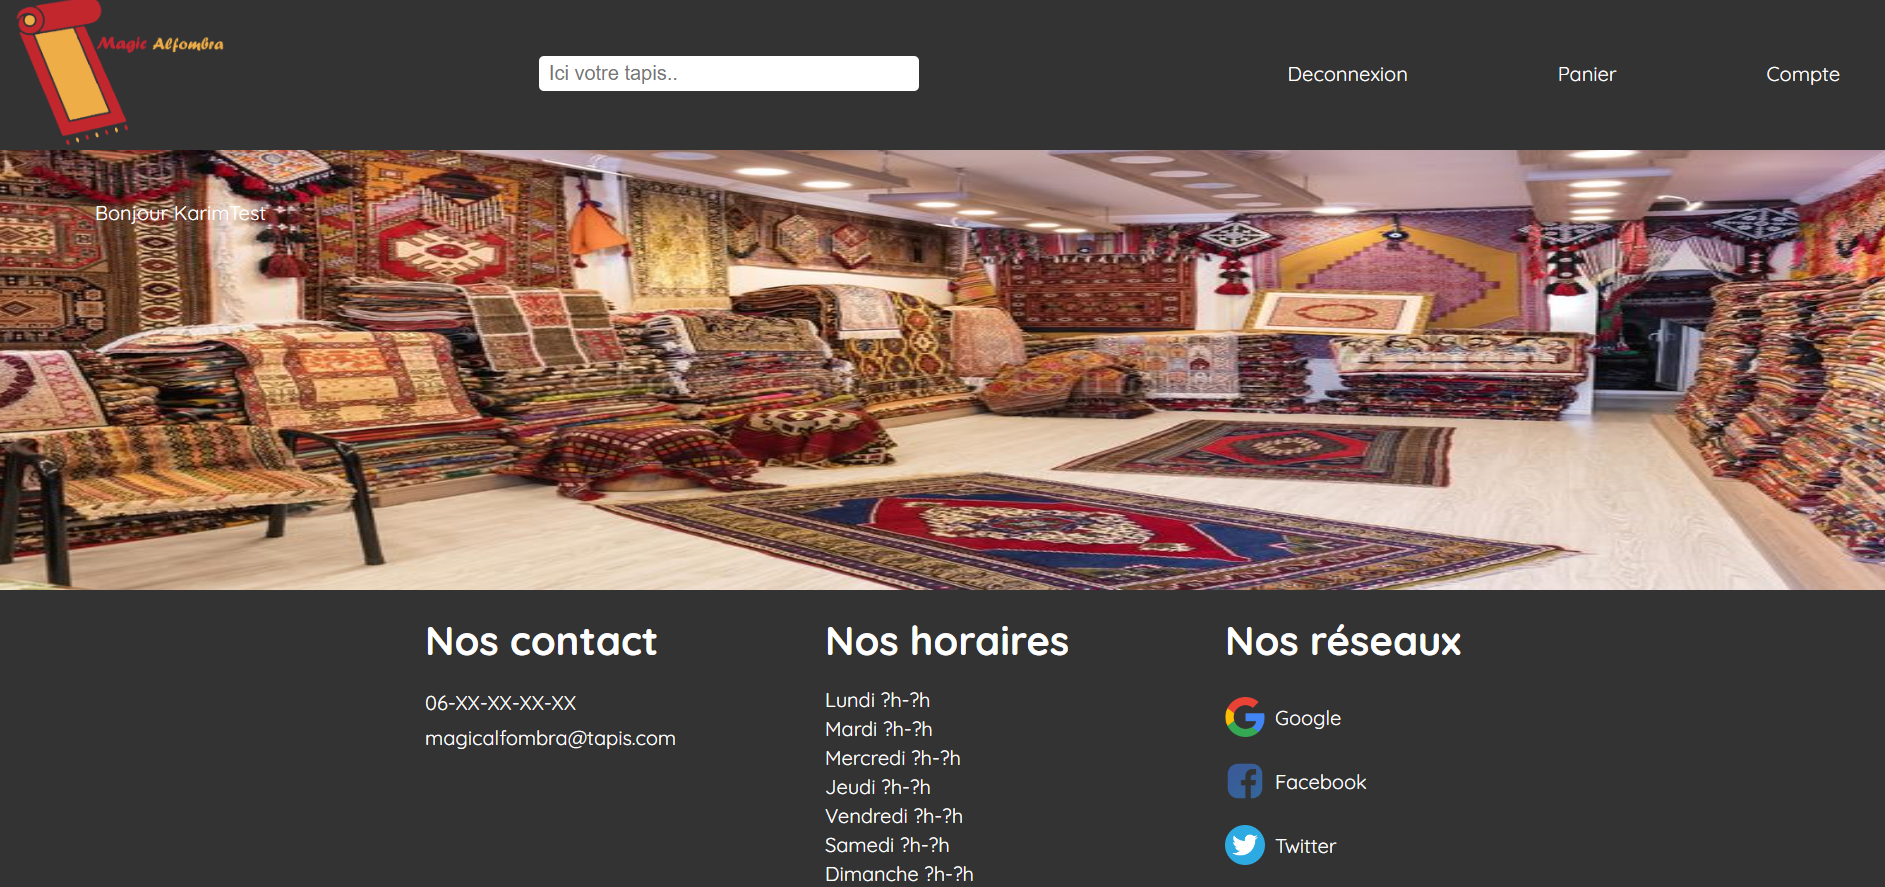 Magic Alfombra
Ici votre tapis..
Deconnexion
Panier
Compte
Bonjour KarimTest
Nos contact
06-XX-XX-XX-XX
magicalfombra@tapis.com
Nos horaires
Lundi ?h-?h
Mardi ?h-?h
Mercredi ?h-?h
Jeudi ?h-?h
Vendredi ?h-?h
Samedi ?h-?h
Dimanche ?h-?h
Nos réseaux
Google
Facebook
Twitter